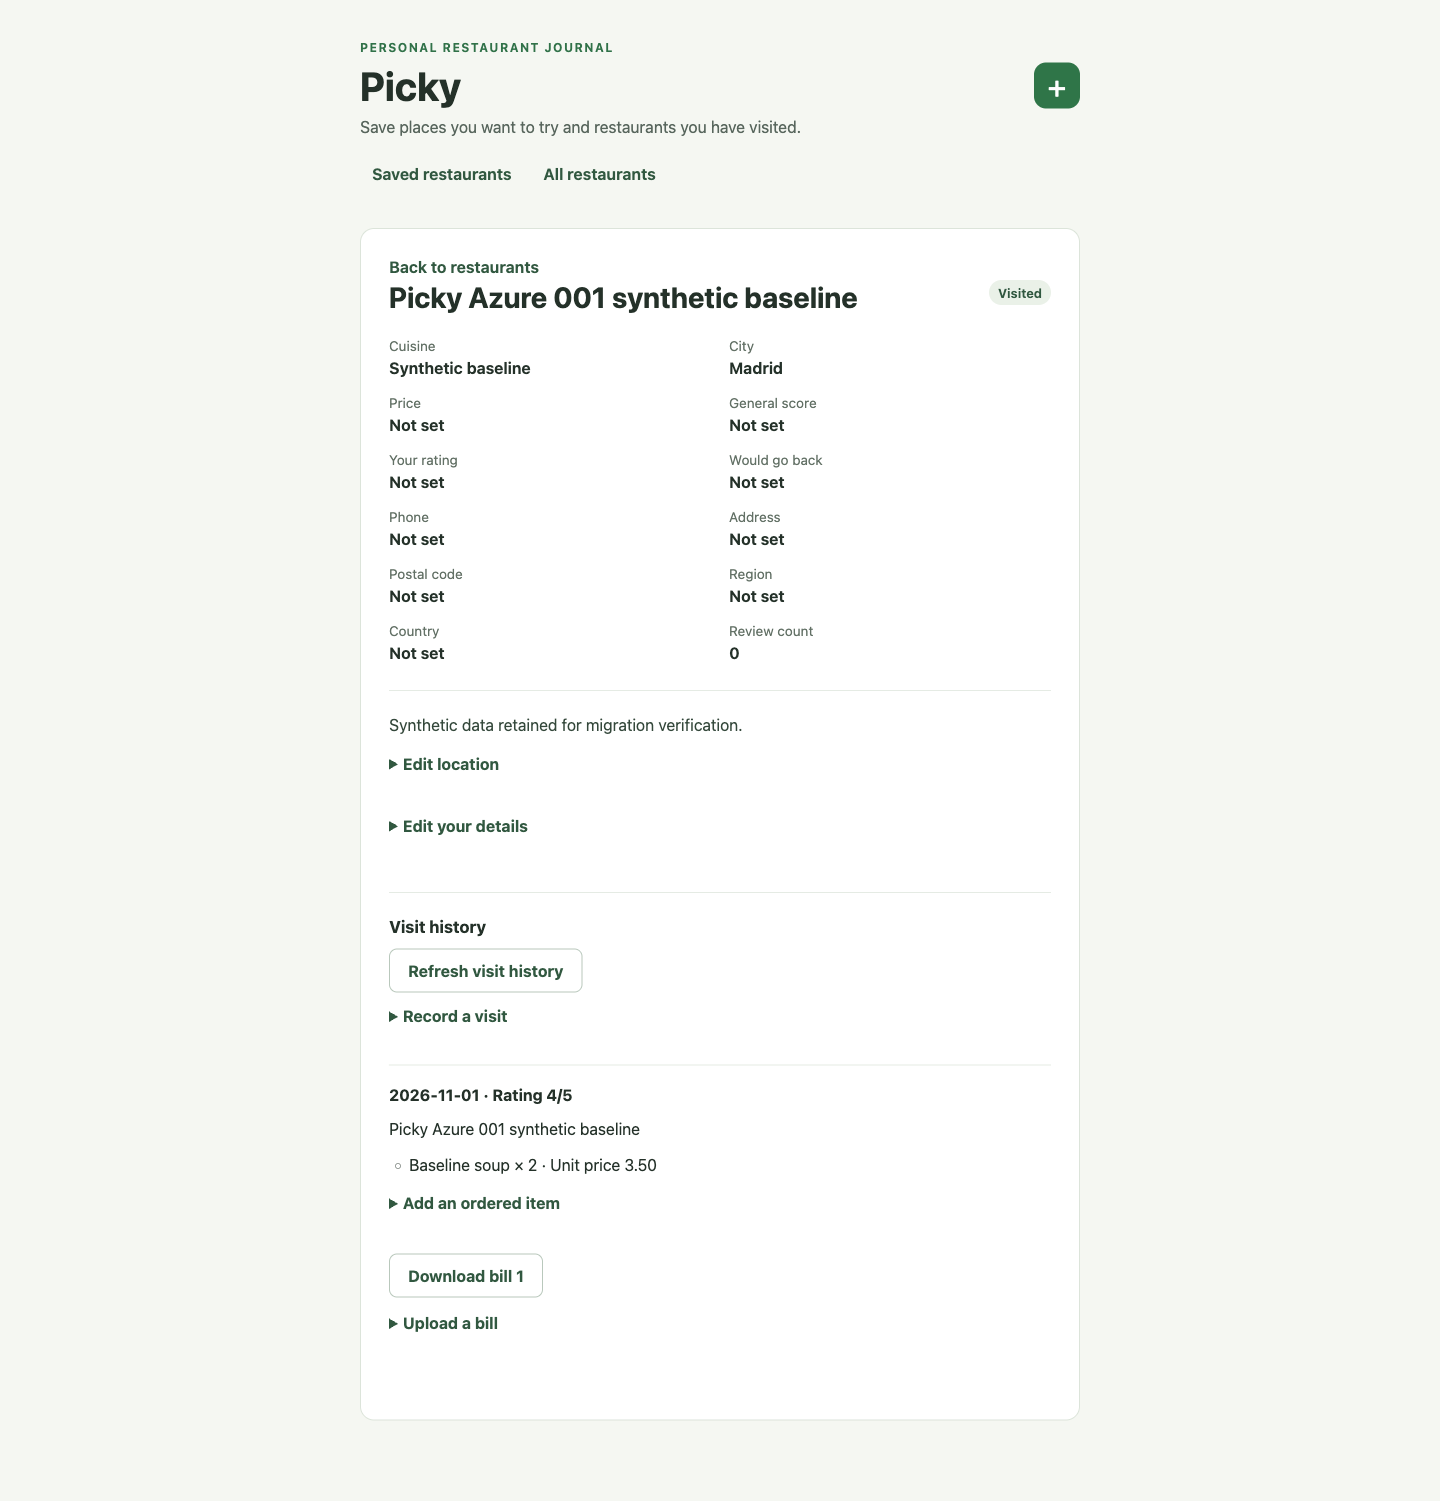 PERSONAL RESTAURANT JOURNAL
Picky
+
Save places you want to try and restaurants you have visited.
Saved restaurants All restaurants
Back to restaurants
Picky Azure 001 synthetic baseline
Visited
Cuisine City
Synthetic baseline Madrid
Price General score
Not set Not set
Your rating Would go back
Not set Not set
Phone Address
Not set Not set
Postal code Region
Not set Not set
Country Review count
Not set 0
Synthetic data retained for migration verification.
Edit location
Edit your details
Visit history
Refresh visit history
Record a visit
2026-11-01 · Rating 4/5
Picky Azure 001 synthetic baseline
Baseline soup × 2 · Unit price 3.50
Add an ordered item
Download bill 1
Upload a bill